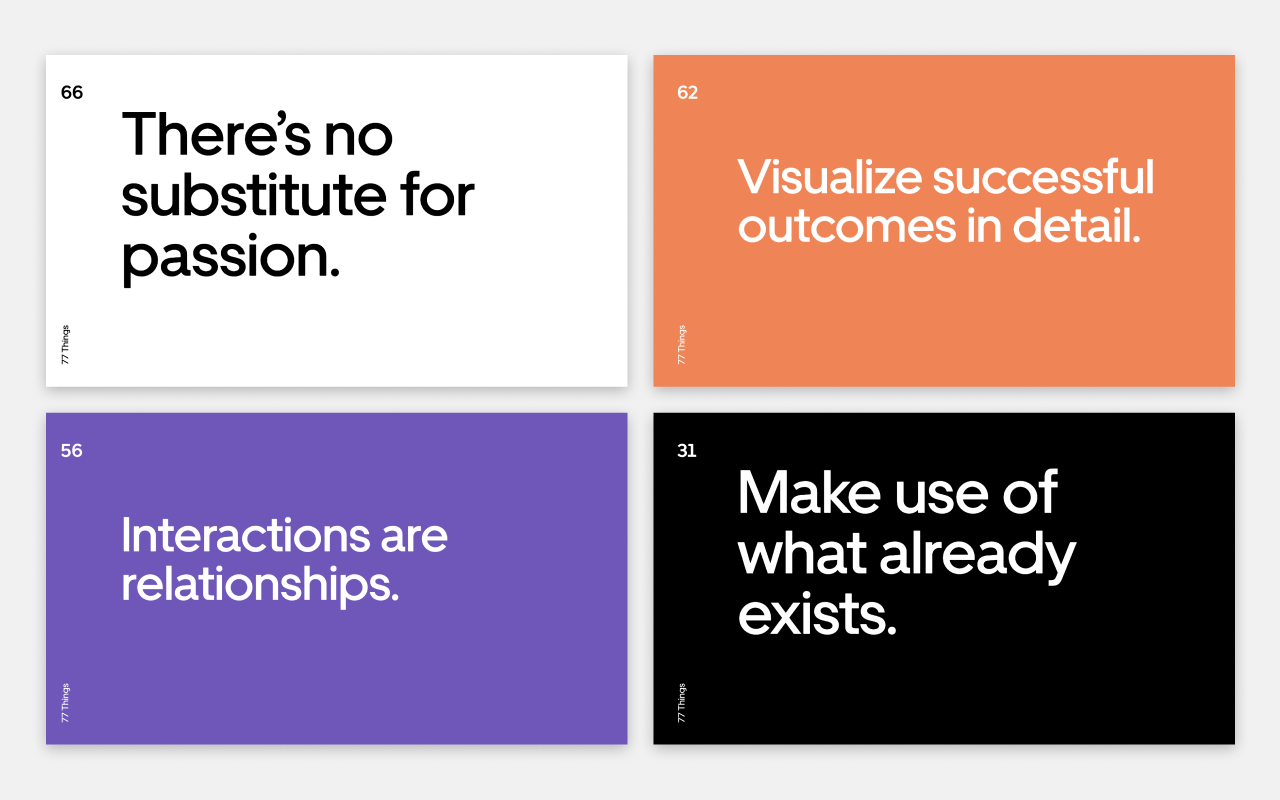 66
There’s no
substitute for
passion.
77 Things
62
Visualize successful
outcomes in detail.
77 Things
56
Interactions are
relationships.
77 Things
31
Make use of
what already
exists.
77 Things